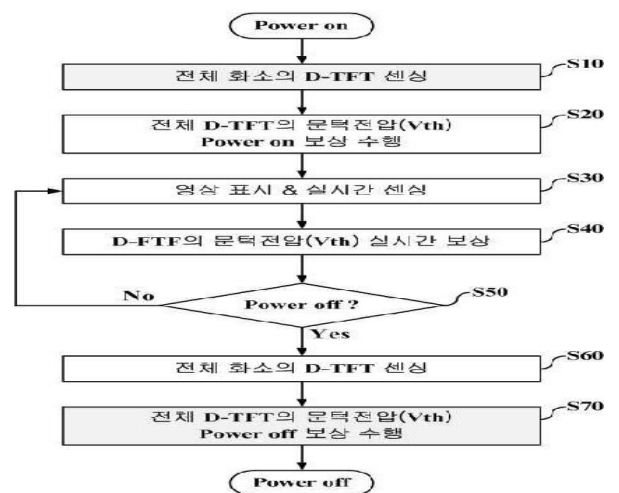 Power on
전체 화소의 D-TFT 센싱
S10
전체 D-TFT의 문턱전압(Vth)
Power on 보상 수행
S20
영상 표시 & 실시간 센싱
S30
D-FTF의 문턱전압(Vth) 실시간 보상
S40
No
Power off ?
S50
Yes
전체 화소의 D-TFT 센싱
S60
전체 D-TFT의 문턱전압(Vth)
Power off 보상 수행
S70
Power off